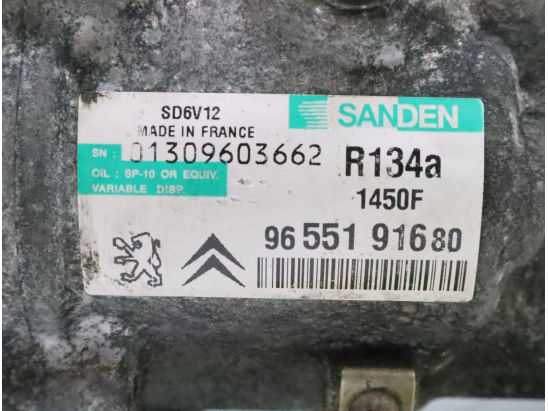 SD6V12
MADE IN FRANCE
SANDEN
SN : 01309603662
R134a
OIL : SP-10 OR EQUIV.
VARIABLE DISP.
1450F
96 551 916 80